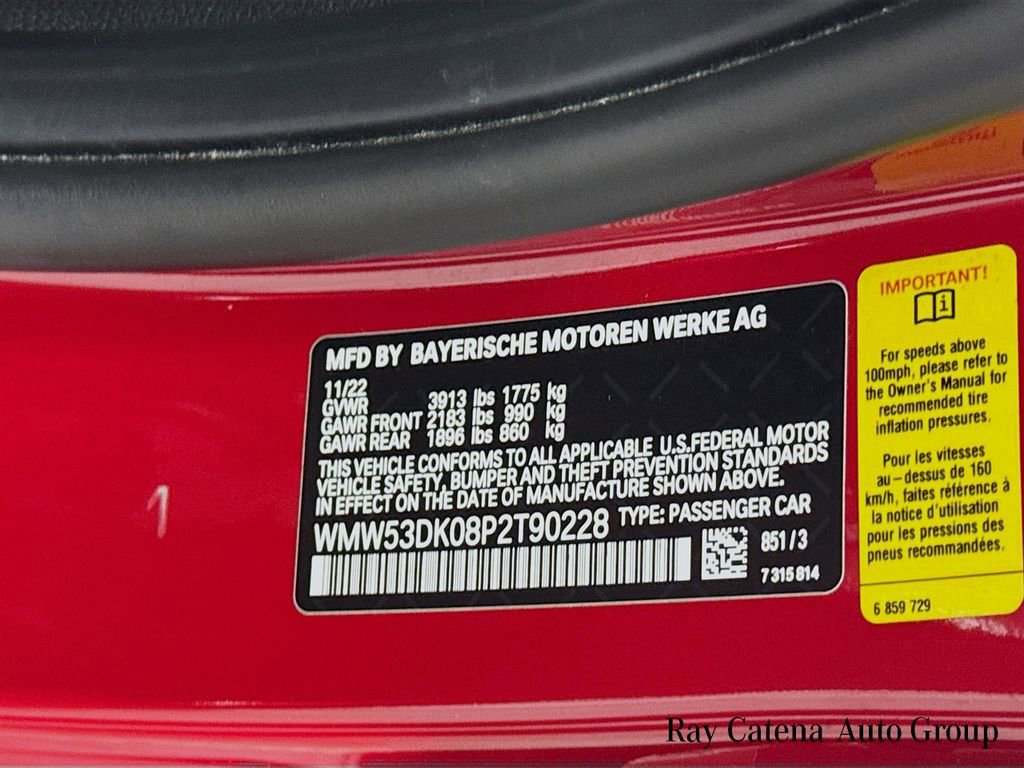 MFD BY BAYERISCHE MOTOREN WERKE AG
11/22
GVWR 3913 lbs 1775 kg
GAWR FRONT 2183 lbs 990 kg
GAWR REAR 1896 lbs 860 kg
THIS VEHICLE CONFORMS TO ALL APPLICABLE U.S.FEDERAL MOTOR
VEHICLE SAFETY, BUMPER AND THEFT PREVENTION STANDARDS
IN EFFECT ON THE DATE OF MANUFACTURE SHOWN ABOVE.
WMW53DK08P2T90228 TYPE: PASSENGER CAR
851/3
7 315 814
IMPORTANT!
i
For speeds above
100mph, please refer to
the Owner's Manual for
recommended tire
inflation pressures.
Pour les vitesses
au-dessus de 160
km/h, faites référence à
la notice d'utilisation
pour les pressions des
pneus recommandées.
6 859 729
1
Ray Catena Auto Group